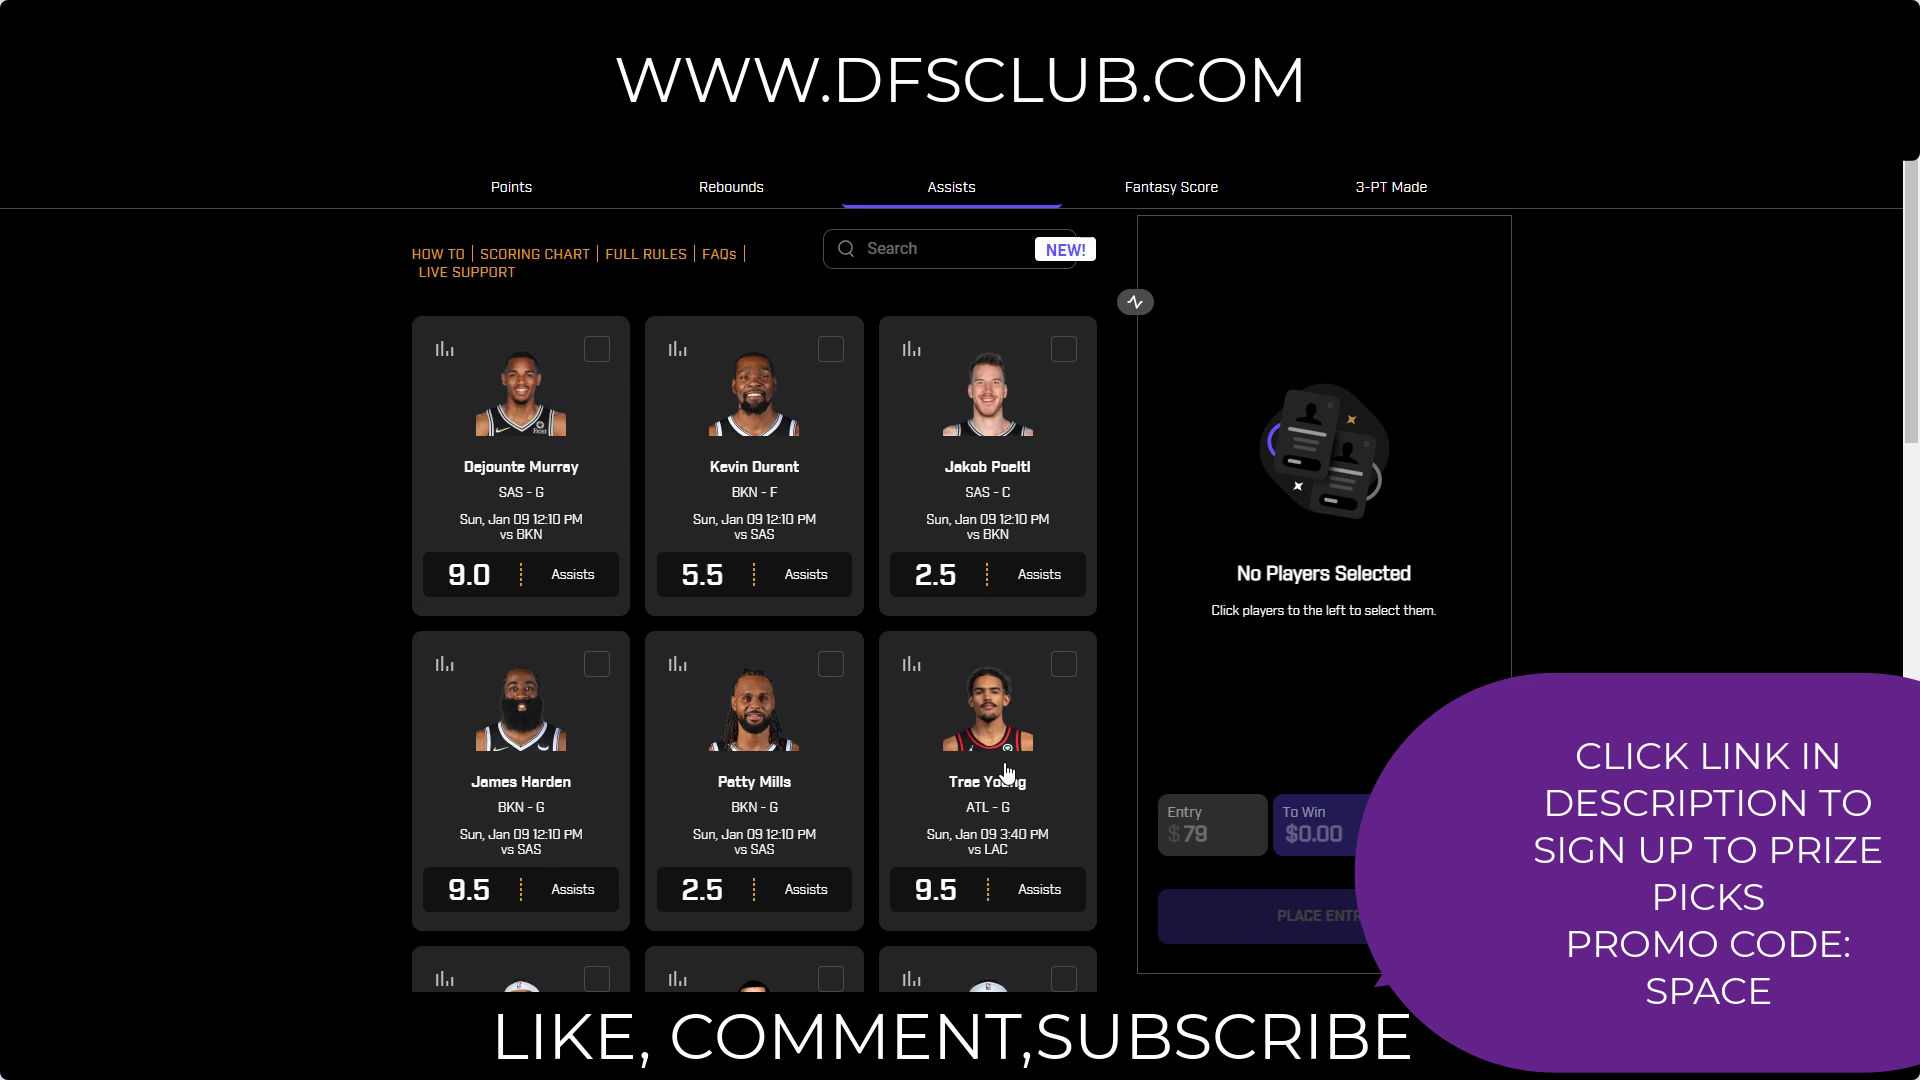 WWW.DFSCLUB.COM
Points Rebounds Assists Fantasy Score 3-PT Made
HOW TO | SCORING CHART | FULL RULES | FAQs |
LIVE SUPPORT
Search NEW!
Dejounte Murray
SAS - G
Sun, Jan 09 12:10 PM
vs BKN
9.0 Assists
Kevin Durant
BKN - F
Sun, Jan 09 12:10 PM
vs SAS
5.5 Assists
Jakob Poeltl
SAS - C
Sun, Jan 09 12:10 PM
vs BKN
2.5 Assists
James Harden
BKN - G
Sun, Jan 09 12:10 PM
vs SAS
9.5 Assists
Patty Mills
BKN - G
Sun, Jan 09 12:10 PM
vs SAS
2.5 Assists
Trae Young
ATL - G
Sun, Jan 09 3:40 PM
vs LAC
9.5 Assists
No Players Selected
Click players to the left to select them.
Entry
$ 79
To Win
$0.00
PLACE ENTR
CLICK LINK IN
DESCRIPTION TO
SIGN UP TO PRIZE
PICKS
PROMO CODE:
SPACE
LIKE, COMMENT,SUBSCRIBE